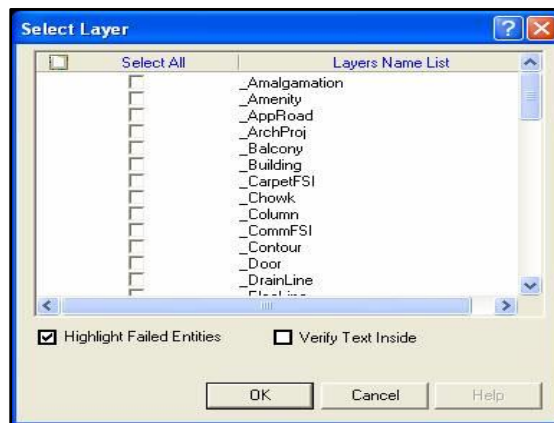 Select Layer
Select All Layers Name List
_Amalgamation
_Amenity
_AppRoad
_ArchProj
_Balcony
_Building
_CarpetFSI
_Chowk
_Column
_CommFSI
_Contour
_Door
_DrainLine
Highlight Failed Entities Verify Text Inside
OK Cancel Help